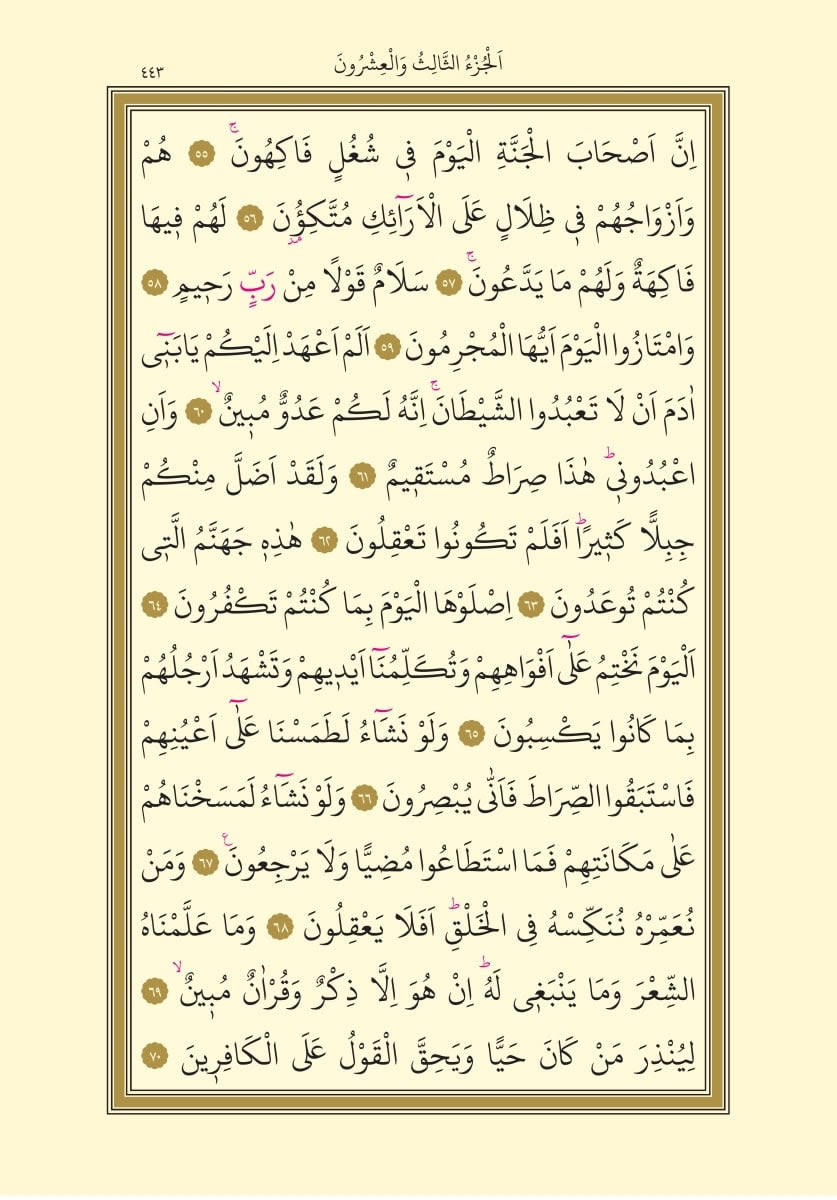 اَلْجُزْءُ الثَّالِثُ وَالْعِشْرُونَ
٤٤٣
اِنَّ اَصْحَابَ الْجَنَّةِ الْيَوْمَ ف۪ي شُغُلٍ فَاكِهُونَۚ ﴿٥٥﴾ هُمْ
وَاَزْوَاجُهُمْ ف۪ي ظِلَالٍ عَلَى الْاَرَٓائِكِ مُتَّكِؤُ۫نَ ﴿٥٦﴾ لَهُمْ ف۪يهَا
فَاكِهَةٌ وَلَهُمْ مَا يَدَّعُونَۚ ﴿٥٧﴾ سَلَامٌ قَوْلًا مِنْ رَبٍّ رَح۪يمٍ ﴿٥٨﴾
وَامْتَازُوا الْيَوْمَ اَيُّهَا الْمُجْرِمُونَ ﴿٥٩﴾ اَلَمْ اَعْهَدْ اِلَيْكُمْ يَابَن۪ٓي
اٰدَمَ اَنْ لَا تَعْبُدُوا الشَّيْطَانَۚ اِنَّهُ لَكُمْ عَدُوٌّ مُب۪ينٌۙ ﴿٦٠﴾ وَاَنِ
اعْبُدُون۪يۜ هٰذَا صِرَاطٌ مُسْتَق۪يمٌ ﴿٦١﴾ وَلَقَدْ اَضَلَّ مِنْكُمْ
جِبِلًّا كَث۪يرًاۜ اَفَلَمْ تَكُونُوا تَعْقِلُونَ ﴿٦٢﴾ هٰذِه۪ جَهَنَّمُ الَّت۪ي
كُنْتُمْ تُوعَدُونَ ﴿٦٣﴾ اِصْلَوْهَا الْيَوْمَ بِمَا كُنْتُمْ تَكْفُرُونَ ﴿٦٤﴾
اَلْيَوْمَ نَخْتِمُ عَلٰٓى اَفْوَاهِهِمْ وَتُكَلِّمُنَٓا اَيْد۪يهِمْ وَتَشْهَدُ اَرْجُلُهُمْ
بِمَا كَانُوا يَكْسِبُونَ ﴿٦٥﴾ وَلَوْ نَشَٓاءُ لَطَمَسْنَا عَلٰٓى اَعْيُنِهِمْ
فَاسْتَبَقُوا الصِّرَاطَ فَاَنّٰى يُبْصِرُونَ ﴿٦٦﴾ وَلَوْ نَشَٓاءُ لَمَسَخْنَاهُمْ
عَلٰى مَكَانَتِهِمْ فَمَا اسْتَطَاعُوا مُضِيًّا وَلَا يَرْجِعُونَ۟ ﴿٦٧﴾ وَمَنْ
نُعَمِّرْهُ نُنَكِّسْهُ فِي الْخَلْقِۜ اَفَلَا يَعْقِلُونَ ﴿٦٨﴾ وَمَا عَلَّمْنَاهُ
الشِّعْرَ وَمَا يَنْبَغ۪ي لَهُۜ اِنْ هُوَ اِلَّا ذِكْرٌ وَقُرْاٰنٌ مُب۪ينٌۙ ﴿٦٩﴾
لِيُنْذِرَ مَنْ كَانَ حَيًّا وَيَحِقَّ الْقَوْلُ عَلَى الْكَافِر۪ينَ ﴿٧٠﴾